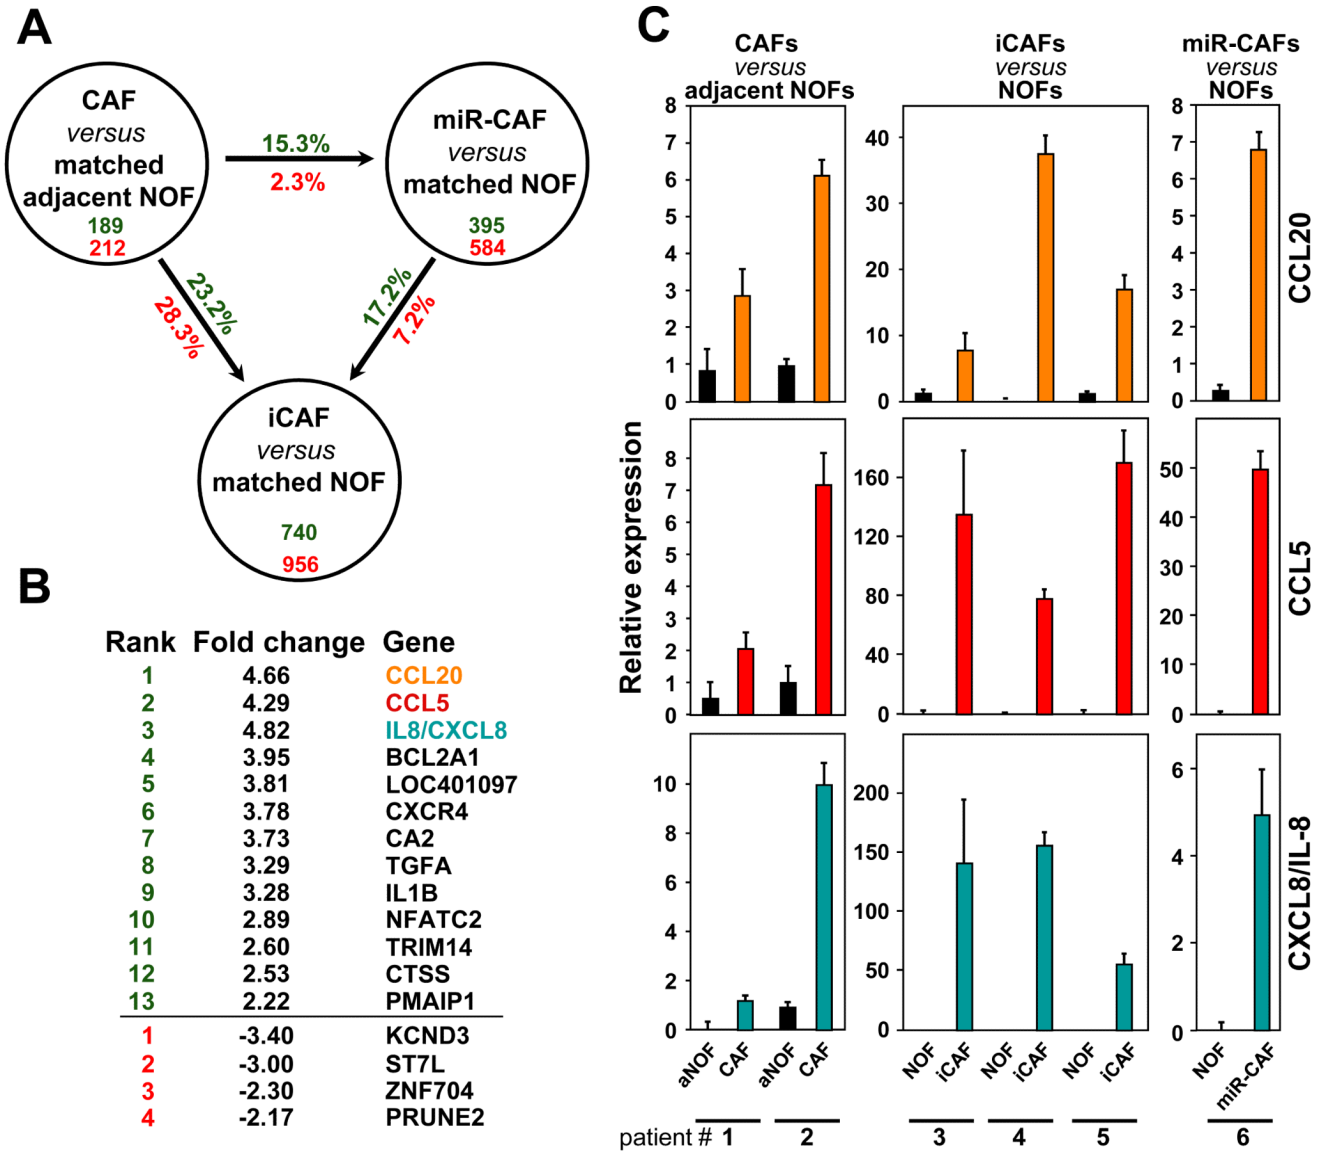 A
CAF
versus
matched
adjacent NOF
189
212
15.3%
2.3%
miR-CAF
versus
matched NOF
395
584
23.2%
28.3%
17.2%
7.2%
iCAF
versus
matched NOF
740
956
B
Rank Fold change Gene
1 4.66 CCL20
2 4.29 CCL5
3 4.82 IL8/CXCL8
4 3.95 BCL2A1
5 3.81 LOC401097
6 3.78 CXCR4
7 3.73 CA2
8 3.29 TGFA
9 3.28 IL1B
10 2.89 NFATC2
11 2.60 TRIM14
12 2.53 CTSS
13 2.22 PMAIP1
1 -3.40 KCND3
2 -3.00 ST7L
3 -2.30 ZNF704
4 -2.17 PRUNE2
C
CAFs
versus
adjacent NOFs
iCAFs
versus
NOFs
miR-CAFs
versus
NOFs
Relative expression
8
7
6
5
4
3
2
1
0
40
30
20
10
0
8
7
6
5
4
3
2
1
0
CCL20
8
7
6
5
4
3
2
1
0
160
120
80
40
0
50
40
30
20
10
0
CCL5
10
8
6
4
2
0
200
150
100
50
0
6
4
2
0
CXCL8/IL-8
aNOF CAF aNOF CAF NOF iCAF NOF iCAF NOF iCAF NOF miR-CAF
patient # 1 2 3 4 5 6